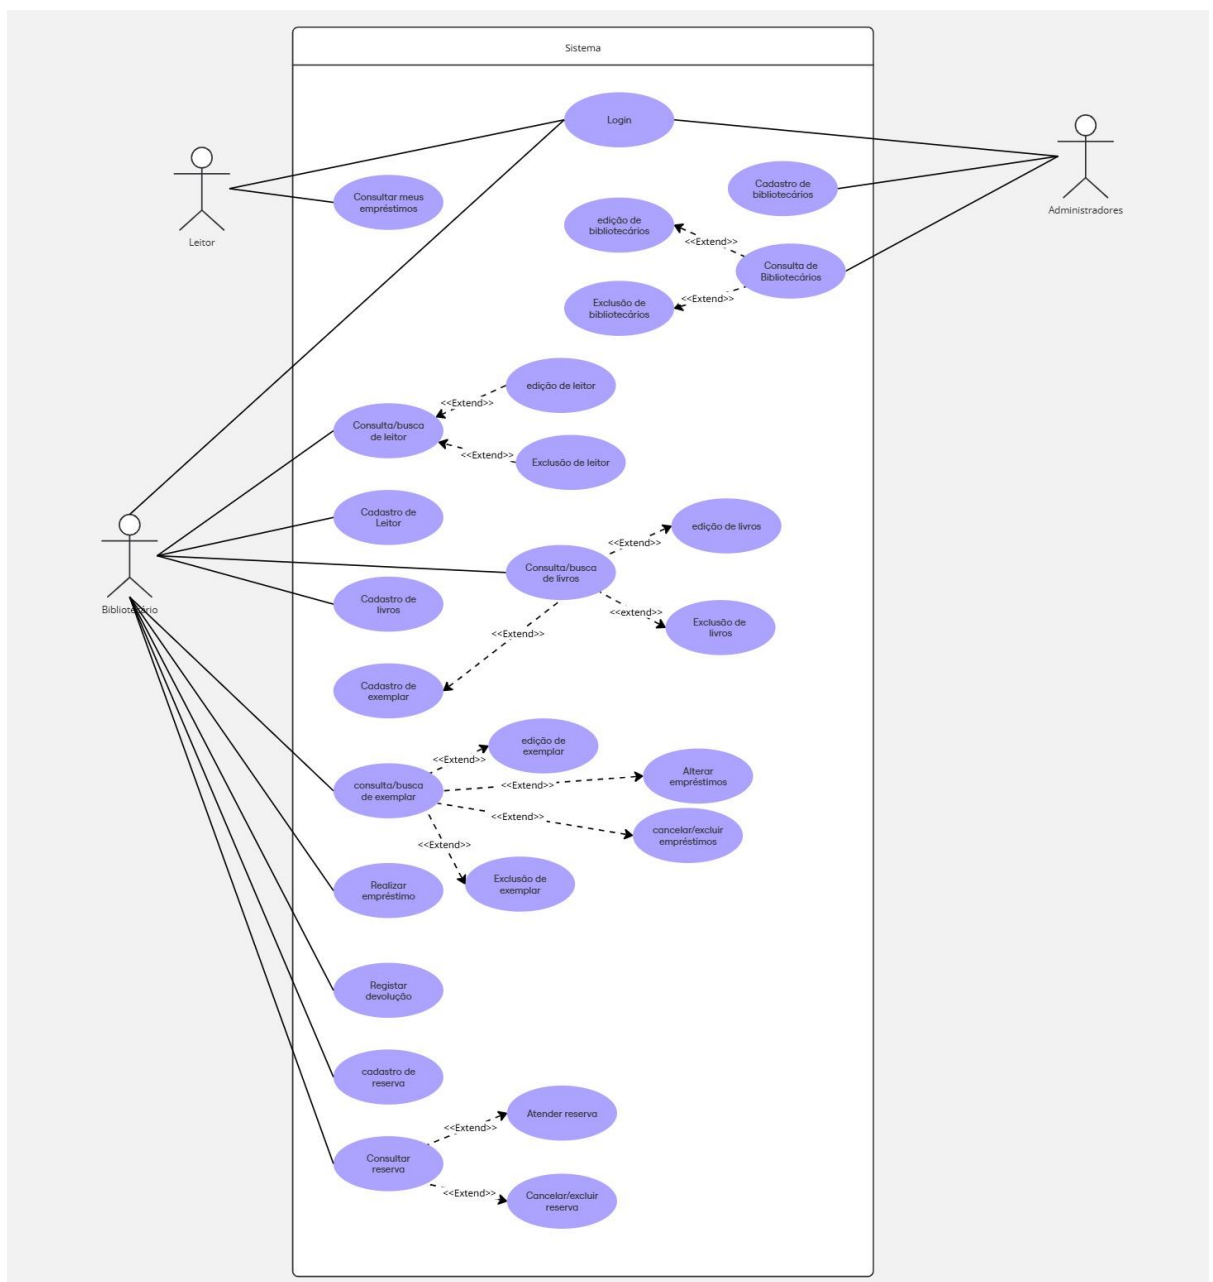 Sistema
Login
Consultar meus
empréstimos
Leitor
Cadastro de
bibliotecários
Administradores
edição de
bibliotecários
<<Extend>>
Consulta de
Bibliotecários
<<Extend>>
Exclusão de
bibliotecários
edição de leitor
<<Extend>>
Consulta/busca
de leitor
<<Extend>>
Exclusão de leitor
Cadastro de
Leitor
edição de livros
<<Extend>>
Consulta/busca
de livros
Bibliotecário
Cadastro de
livros
<<extend>>
Exclusão de
livros
<<Extend>>
Cadastro de
exemplar
edição de
exemplar
<<Extend>>
Alterar
empréstimos
consulta/busca
de exemplar
<<Extend>>
<<Extend>>
cancelar/excluir
empréstimos
<<Extend>>
Exclusão de
exemplar
Realizar
empréstimo
Registar
devolução
cadastro de
reserva
Atender reserva
<<Extend>>
Consultar
reserva
<<Extend>>
Cancelar/excluir
reserva